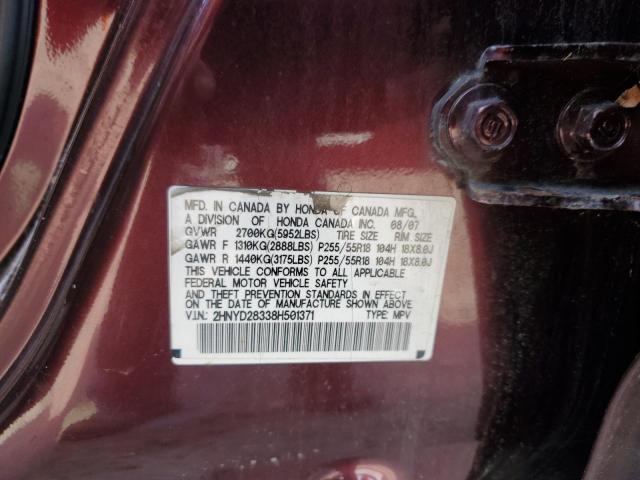 MFD. IN CANADA BY HONDA OF CANADA MFG.
A DIVISION OF HONDA CANADA INC. 08/07
GVWR 2700KG(5952LBS) TIRE SIZE RIM SIZE
GAWR F 1310KG(2888LBS) P255/55R18 104H 18X8.0J
GAWR R 1440KG(3175LBS) P255/55R18 104H 18X8.0J
THIS VEHICLE CONFORMS TO ALL APPLICABLE
FEDERAL MOTOR VEHICLE SAFETY
AND THEFT PREVENTION STANDARDS IN EFFECT
ON THE DATE OF MANUFACTURE SHOWN ABOVE.
V.I.N.: 2HNYD28338H501371 TYPE: MPV